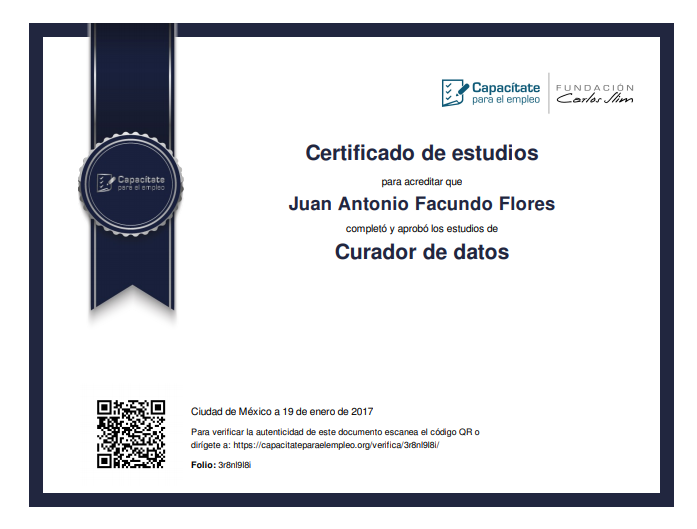 Capacítate
para el empleo
FUNDACIÓN
Carlos Slim
Certificado de estudios
Capacítate
para el empleo
para acreditar que
Juan Antonio Facundo Flores
completó y aprobó los estudios de
Curador de datos
Ciudad de México a 19 de enero de 2017
Para verificar la autenticidad de este documento escanea el código QR o
dirígete a: https://capacitateparaelempleo.org/verifica/3r8nl9l8i/
Folio: 3r8nl9l8i